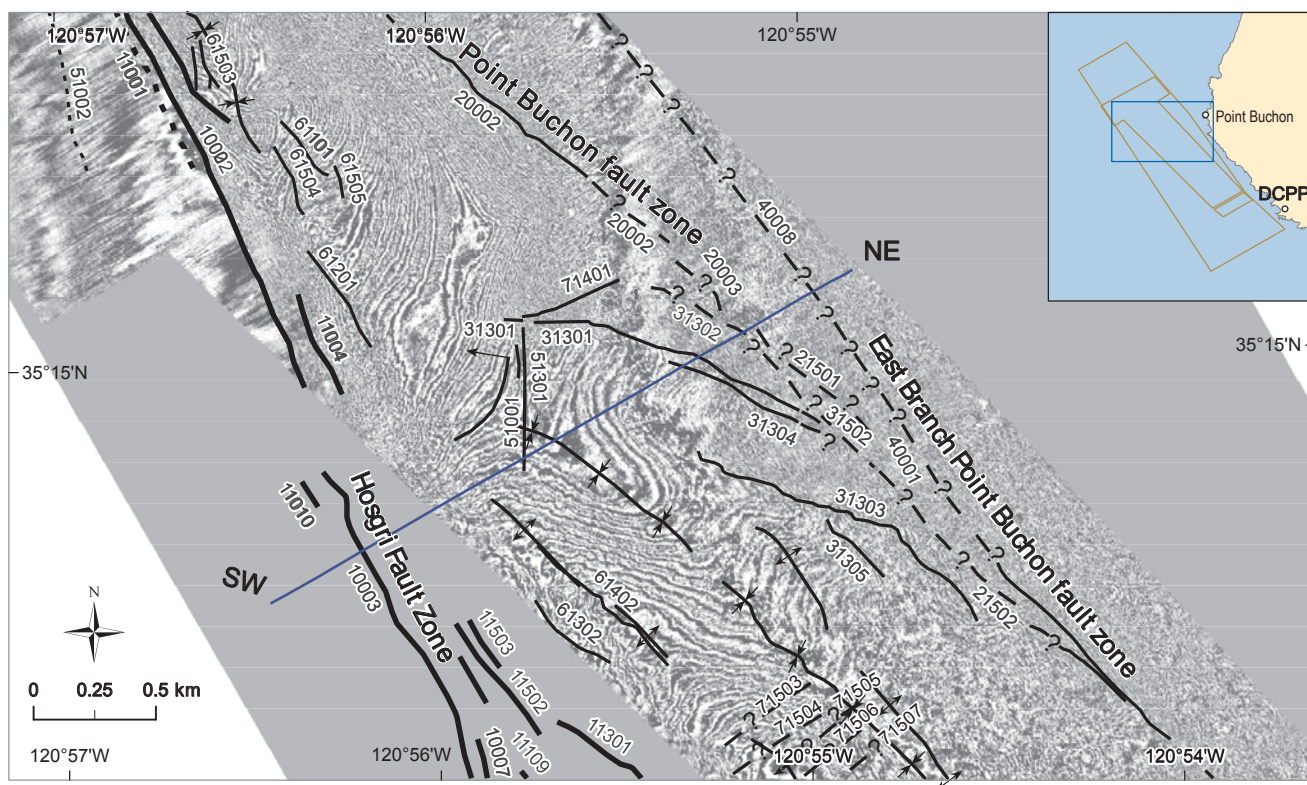 120°57'W
120°56'W
120°55'W
61503
51002
11001
10002
61101
61504
61505
61201
11004
Point Buchon fault zone
20002
20002
20003
40008
NE
71401
31301
31301
31302
51301
51001
21501
31502
31304
40001
East Branch Point Buchon fault zone
31303
31305
21502
35°15'N
35°15'N
11010
Hosgri Fault Zone
SW
10003
61402
61302
11503
11502
11301
10007
11109
71503
71504
71505
71506
71507
N
0 0.25 0.5 km
120°57'W
120°56'W
120°55'W
120°54'W
Point Buchon
DCPP